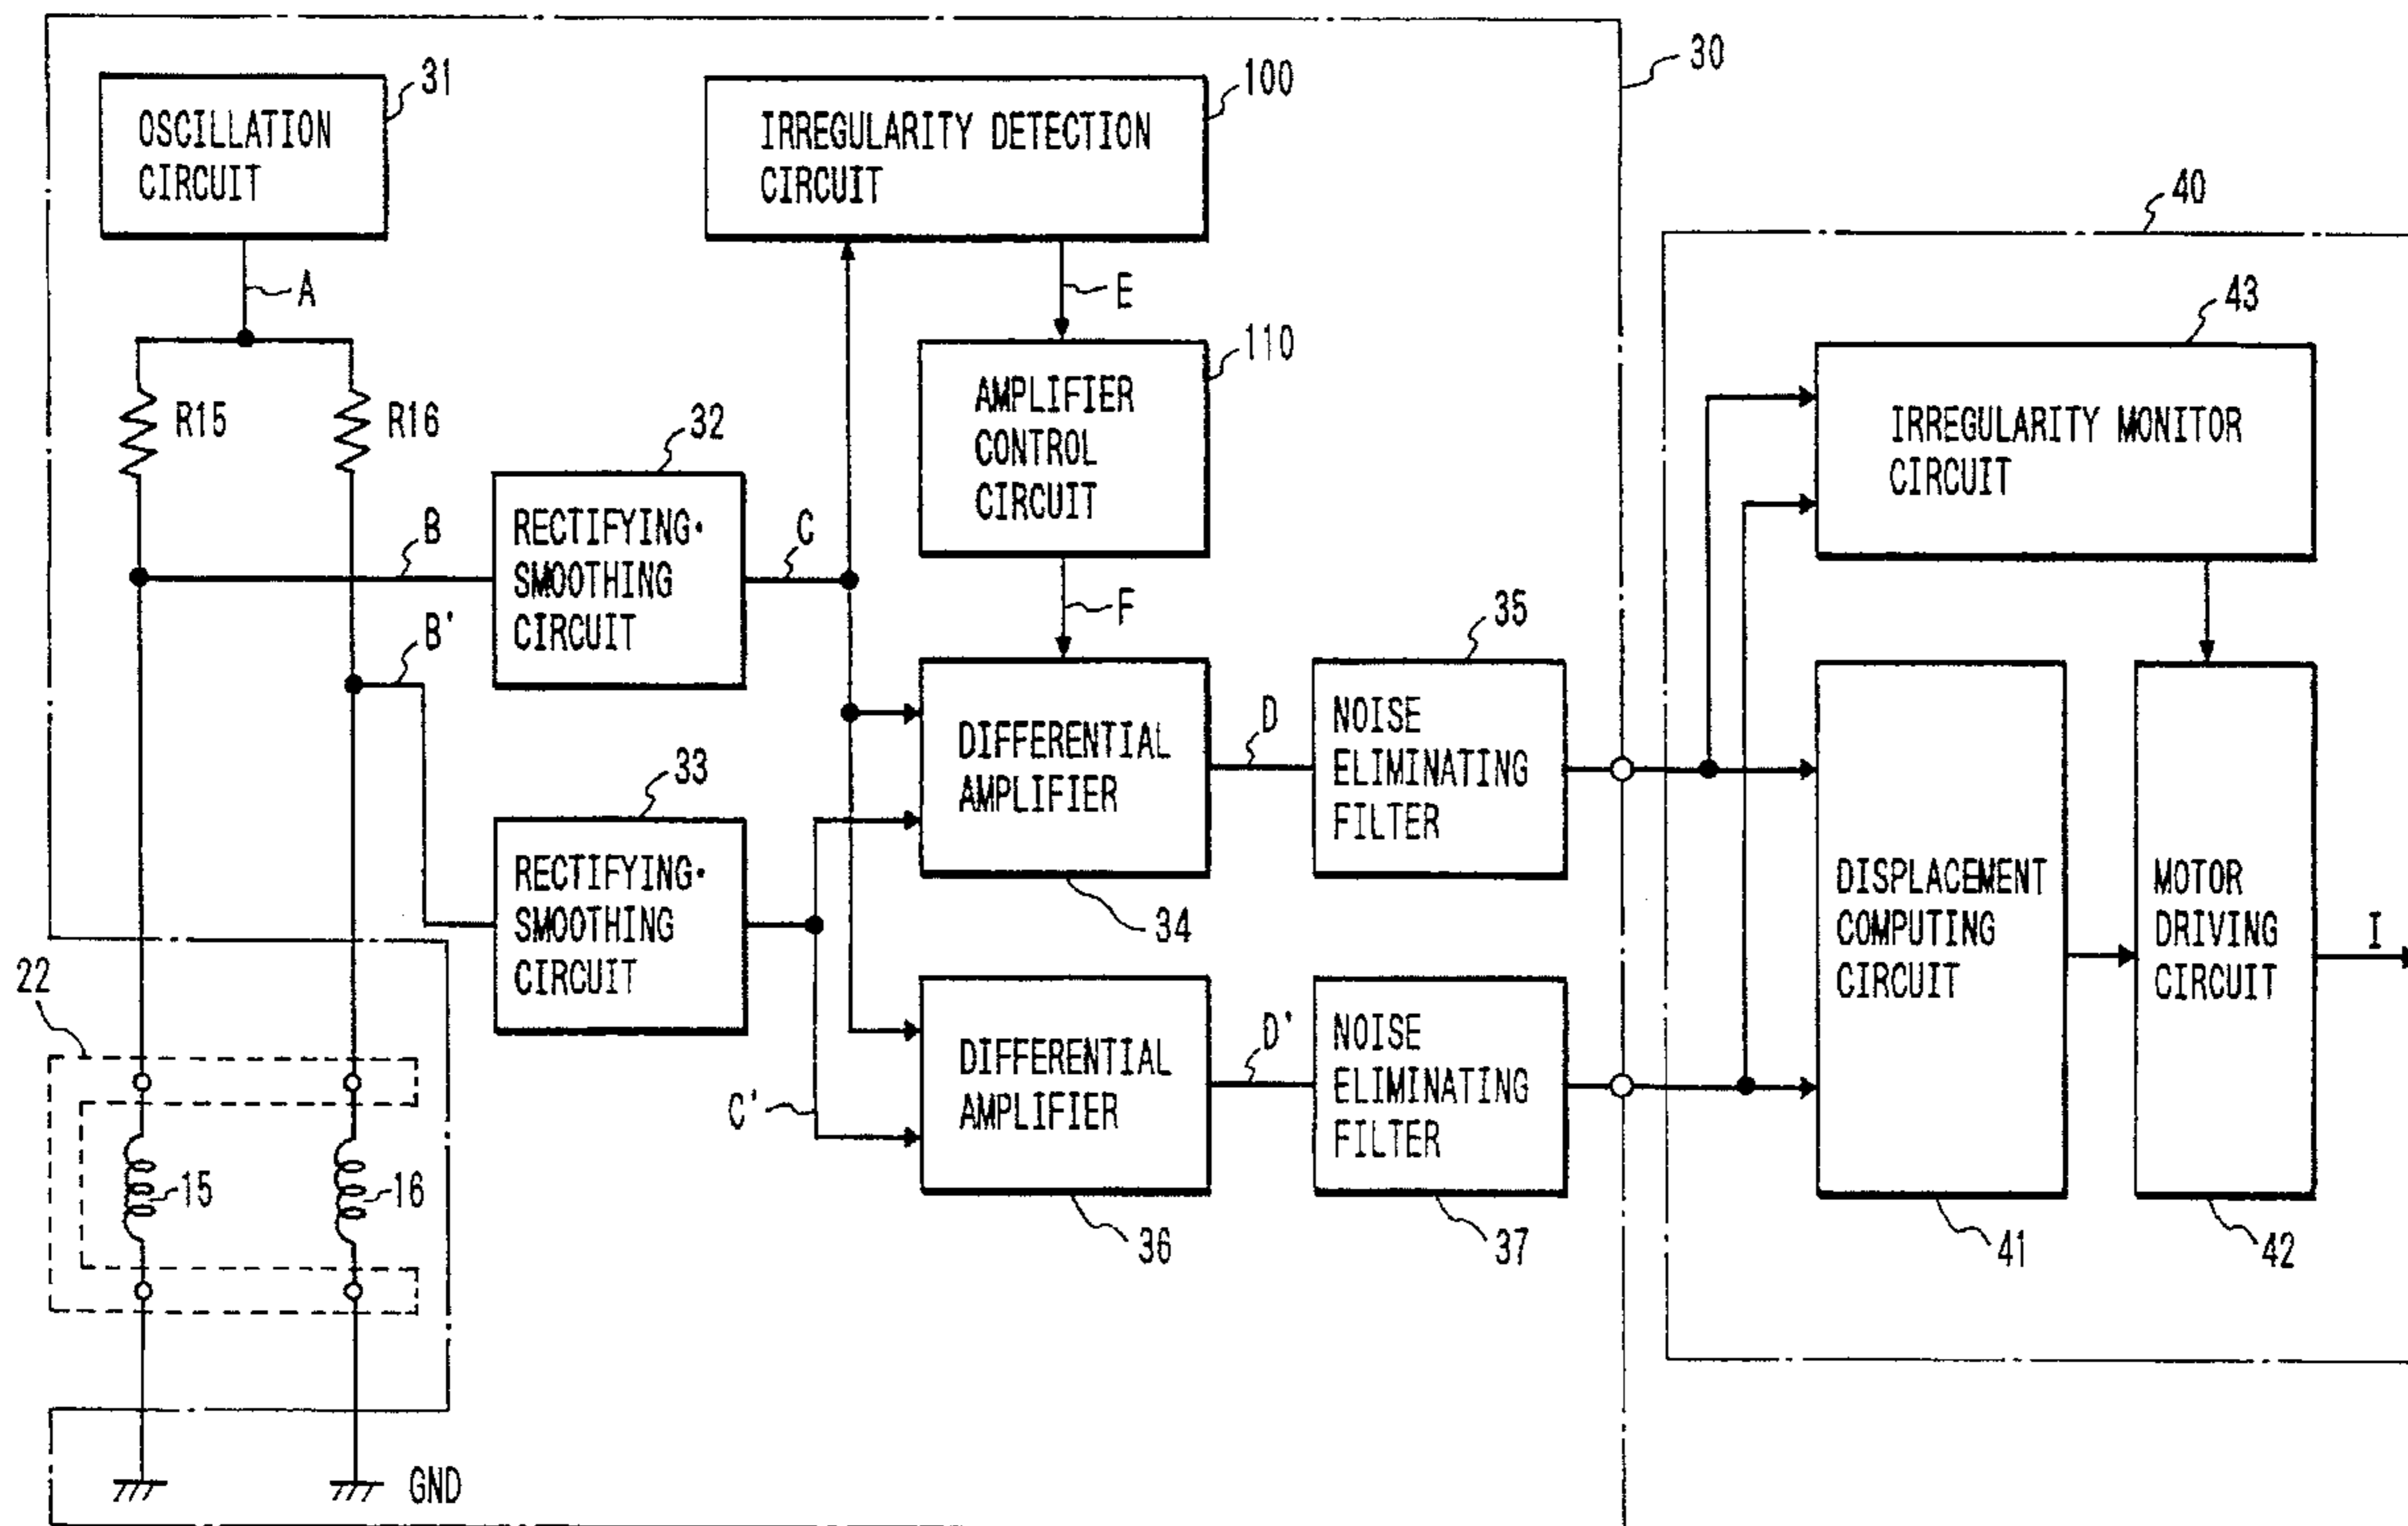 31
OSCILLATION
CIRCUIT
100
IRREGULARITY DETECTION
CIRCUIT
30
40
A
E
43
IRREGULARITY MONITOR
CIRCUIT
110
AMPLIFIER
CONTROL
CIRCUIT
R15
R16
32
RECTIFYING·
SMOOTHING
CIRCUIT
B
C
F
B'
35
NOISE
ELIMINATING
FILTER
DIFFERENTIAL
AMPLIFIER
D
34
33
RECTIFYING·
SMOOTHING
CIRCUIT
DISPLACEMENT
COMPUTING
CIRCUIT
MOTOR
DRIVING
CIRCUIT
I
22
C'
DIFFERENTIAL
AMPLIFIER
D'
NOISE
ELIMINATING
FILTER
15
16
36
37
41
42
GND